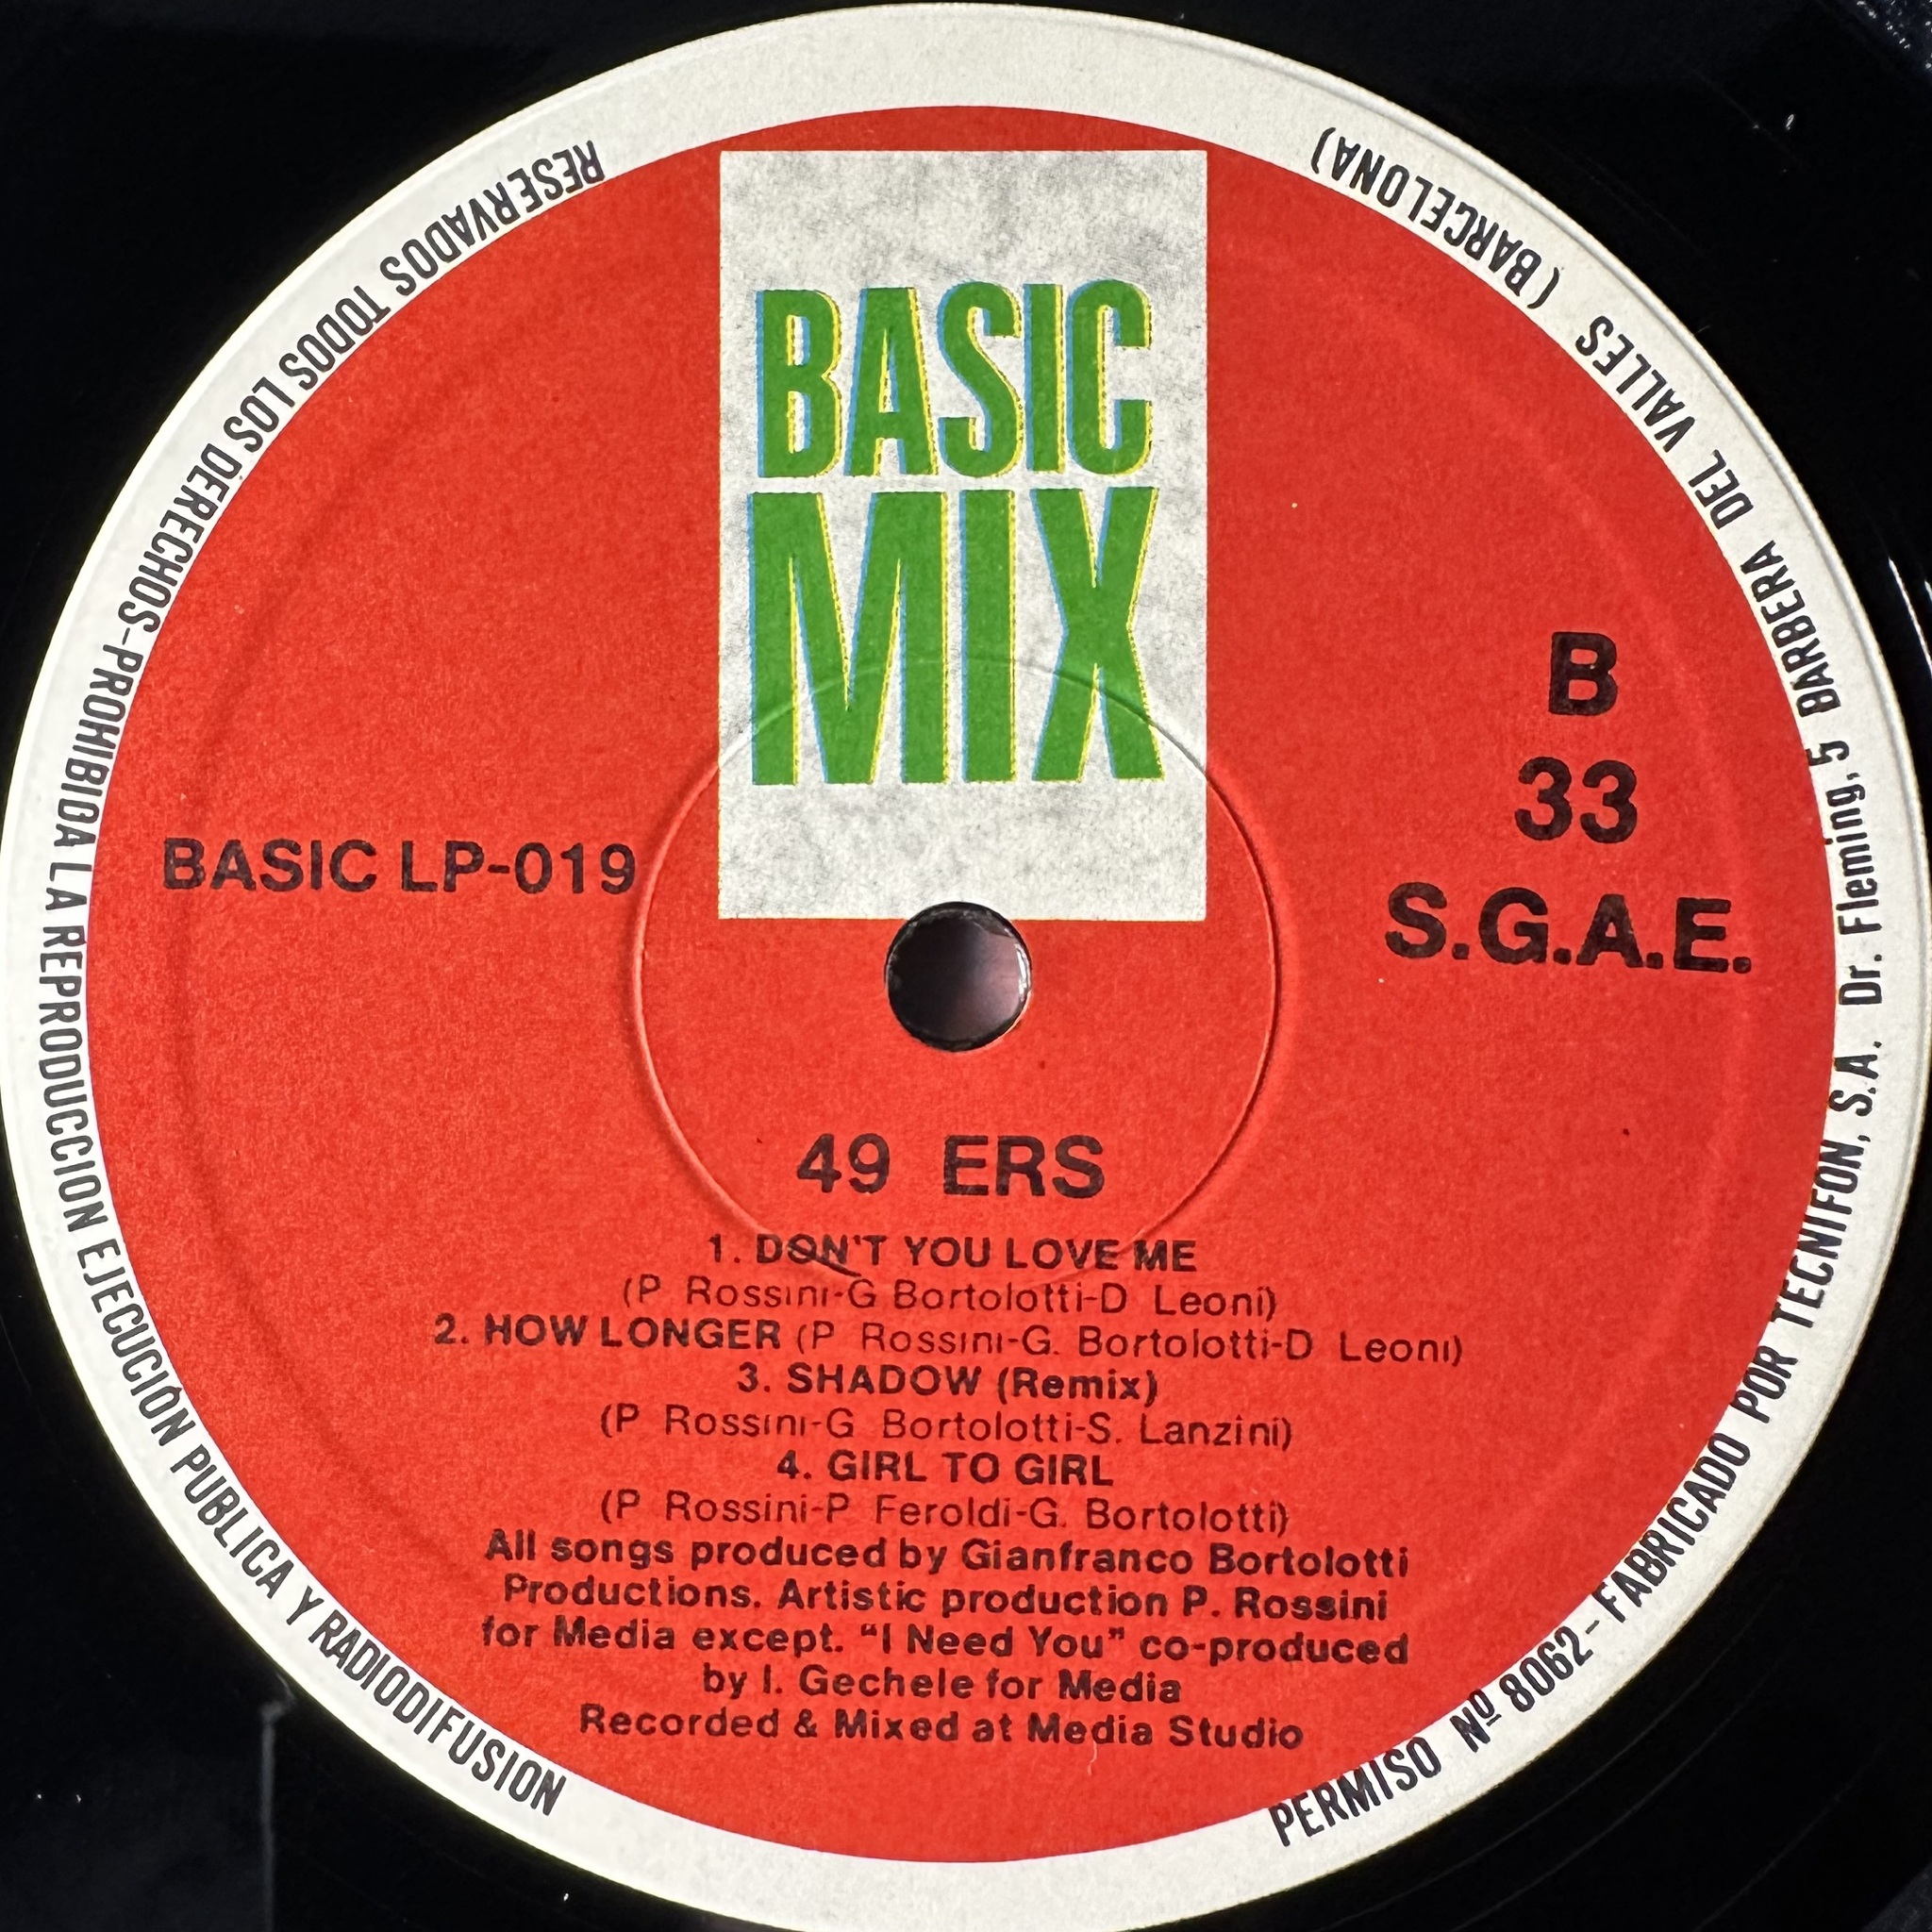 BASIC
MIX
B
33
S.G.A.E.
BASIC LP-019
49 ERS
1. DON'T YOU LOVE ME
(P Rossini-G Bortolotti-D Leoni)
2. HOW LONGER (P Rossini-G. Bortolotti-D Leoni)
3. SHADOW (Remix)
(P Rossini-G Bortolotti-S. Lanzini)
4. GIRL TO GIRL
(P Rossini-P Feroldi-G. Bortolotti)
All songs produced by Gianfranco Bortolotti
Productions. Artistic production P. Rossini
for Media except. “I Need You” co-produced
by I. Gechele for Media
Recorded & Mixed at Media Studio
RESERVADOS TODOS LOS DERECHOS-PROHIBIDA LA REPRODUCCION EJECUCIÓN PUBLICA Y RADIODIFUSION
PERMISO Nº 8062-FABRICADO POR TECNIFON, S.A. Dr. Fleming, 5 BARBERA DEL VALLES (BARCELONA)